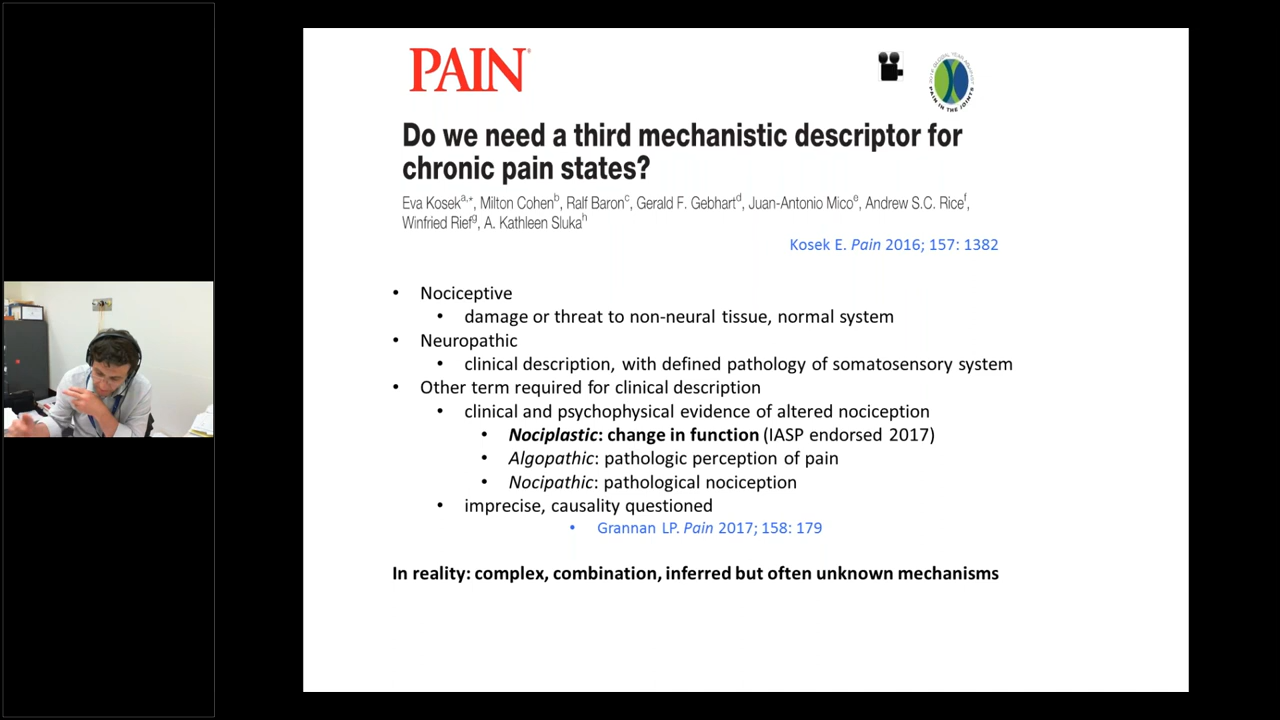 PAIN®
PAIN IN THE JOINTS
Do we need a third mechanistic descriptor for
chronic pain states?
Eva Kosek^a,*, Milton Cohen^b, Ralf Baron^c, Gerald F. Gebhart^d, Juan-Antonio Mico^e, Andrew S.C. Rice^f,
Winfried Rief^g, A. Kathleen Sluka^h
Kosek E. Pain 2016; 157: 1382
• Nociceptive
• damage or threat to non-neural tissue, normal system
• Neuropathic
• clinical description, with defined pathology of somatosensory system
• Other term required for clinical description
• clinical and psychophysical evidence of altered nociception
• Nociplastic: change in function (IASP endorsed 2017)
• Algopathic: pathologic perception of pain
• Nocipathic: pathological nociception
• imprecise, causality questioned
• Grannan LP. Pain 2017; 158: 179
In reality: complex, combination, inferred but often unknown mechanisms